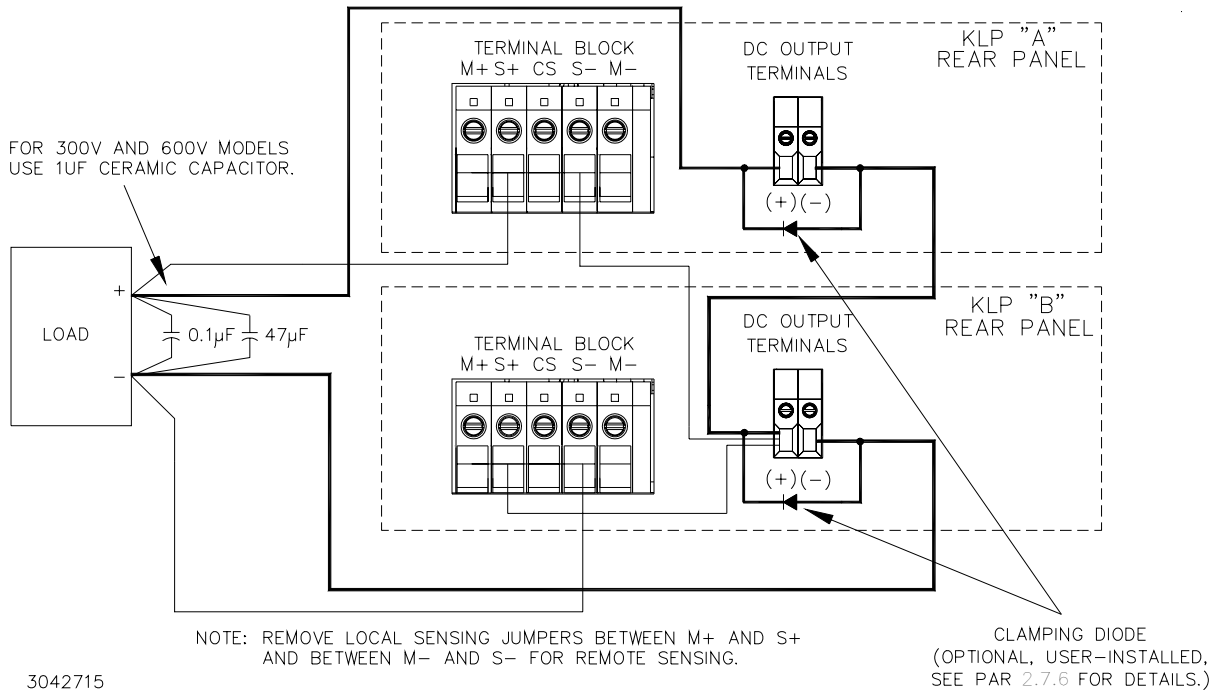 KLP "A"
REAR PANEL
TERMINAL BLOCK
M+ S+ CS S- M-
DC OUTPUT
TERMINALS
(+)(-)
FOR 300V AND 600V MODELS
USE 1UF CERAMIC CAPACITOR.
LOAD
+
-
0.1µF
47µF
KLP "B"
REAR PANEL
TERMINAL BLOCK
M+ S+ CS S- M-
DC OUTPUT
TERMINALS
(+)(-)
NOTE: REMOVE LOCAL SENSING JUMPERS BETWEEN M+ AND S+
AND BETWEEN M- AND S- FOR REMOTE SENSING.
CLAMPING DIODE
(OPTIONAL, USER-INSTALLED,
SEE PAR 2.7.6 FOR DETAILS.)
3042715